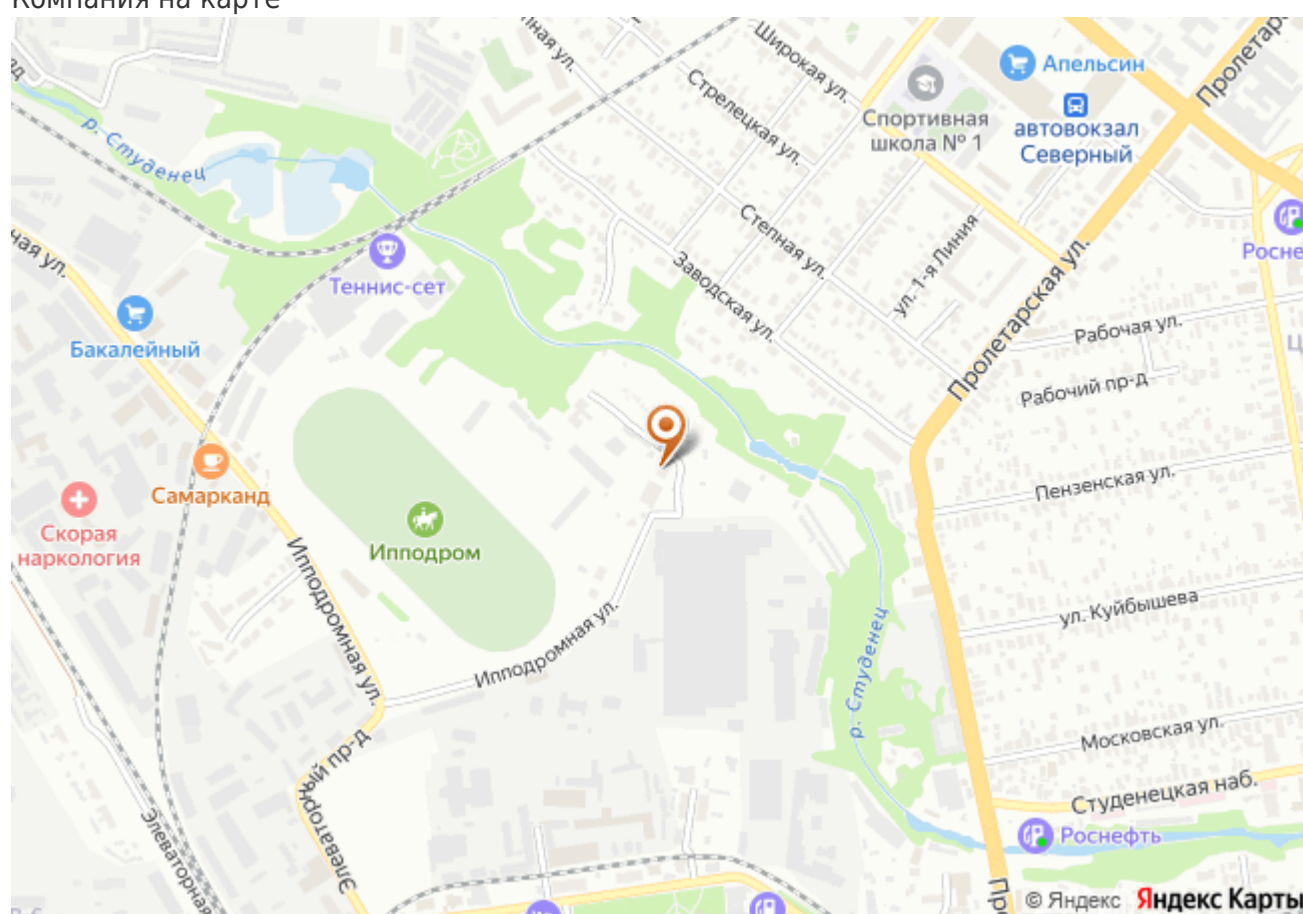 Компания на карте
Широкая ул.
Апельсин
Стрелецкая ул.
Спортивная
школа № 1
автовокзал
Северный
р. Студенец
Степная ул.
ул. 1-я Линия
Теннис-сет
Заводская ул.
Пролетарская ул.
Рабочая ул.
Бакалейный
Рабочий пр-д
Самарканд
Пензенская ул.
Скорая
наркология
Ипподром
Ипподромная ул.
Ипподромная ул.
ул. Куйбышева
р. Студенец
Московская ул.
Элеваторный пр-д
Студенецкая наб.
Роснефть
Элеваторная
© Яндекс Яндекс Карты